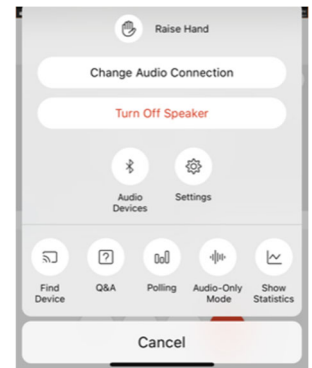 Raise Hand
Change Audio Connection
Turn Off Speaker
Audio
Devices
Settings
Find
Device
Q&A
Polling
Audio-Only
Mode
Show
Statistics
Cancel